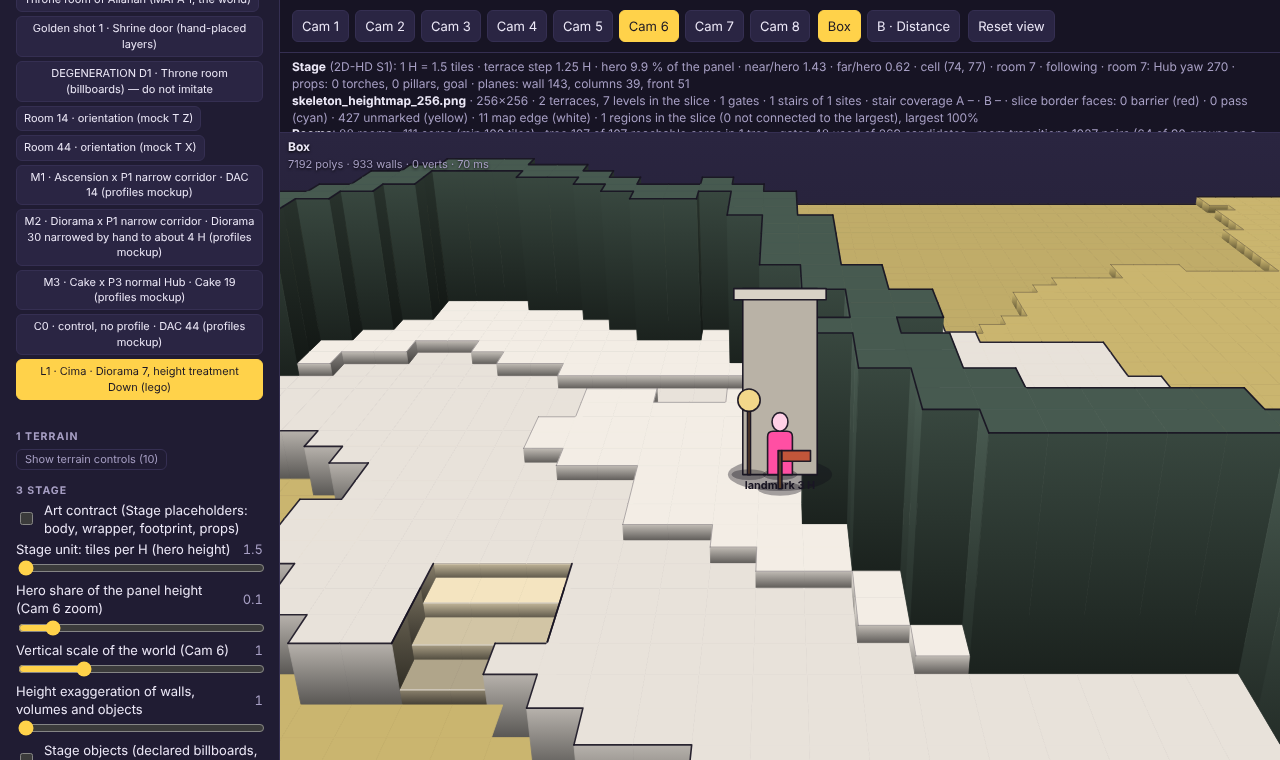 Throne room of Allanar (MAPA 1, the world)
Golden shot 1 · Shrine door (hand-placed
layers)
DEGENERATION D1 · Throne room
(billboards) — do not imitate
Room 14 · orientation (mock T Z)
Room 44 · orientation (mock T X)
M1 · Ascension x P1 narrow corridor · DAC
14 (profiles mockup)
M2 · Diorama x P1 narrow corridor · Diorama
30 narrowed by hand to about 4 H (profiles
mockup)
M3 · Cake x P3 normal Hub · Cake 19
(profiles mockup)
C0 · control, no profile · DAC 44 (profiles
mockup)
L1 · Cima · Diorama 7, height treatment
Down (lego)
1 TERRAIN
Show terrain controls (10)
3 STAGE
Art contract (Stage placeholders:
body, wrapper, footprint, props)
Stage unit: tiles per H (hero height) 1.5
Hero share of the panel height
(Cam 6 zoom) 0.1
Vertical scale of the world (Cam 6) 1
Height exaggeration of walls,
volumes and objects 1
Stage objects (declared billboards,
Cam 1 Cam 2 Cam 3 Cam 4 Cam 5 Cam 6 Cam 7 Cam 8 Box B · Distance Reset view
Stage (2D-HD S1): 1 H = 1.5 tiles · terrace step 1.25 H · hero 9.9 % of the panel · near/hero 1.43 · far/hero 0.62 · cell (74, 77) · room 7 · following · room 7: Hub yaw 270 ·
props: 0 torches, 0 pillars, goal · planes: wall 143, columns 39, front 51
skeleton_heightmap_256.png · 256×256 · 2 terraces, 7 levels in the slice · 1 gates · 1 stairs of 1 sites · stair coverage A – · B – · slice border faces: 0 barrier (red) · 0 pass
(cyan) · 427 unmarked (yellow) · 11 map edge (white) · 1 regions in the slice (0 not connected to the largest), largest 100%
Box
7192 polys · 933 walls · 0 verts · 70 ms
landmark